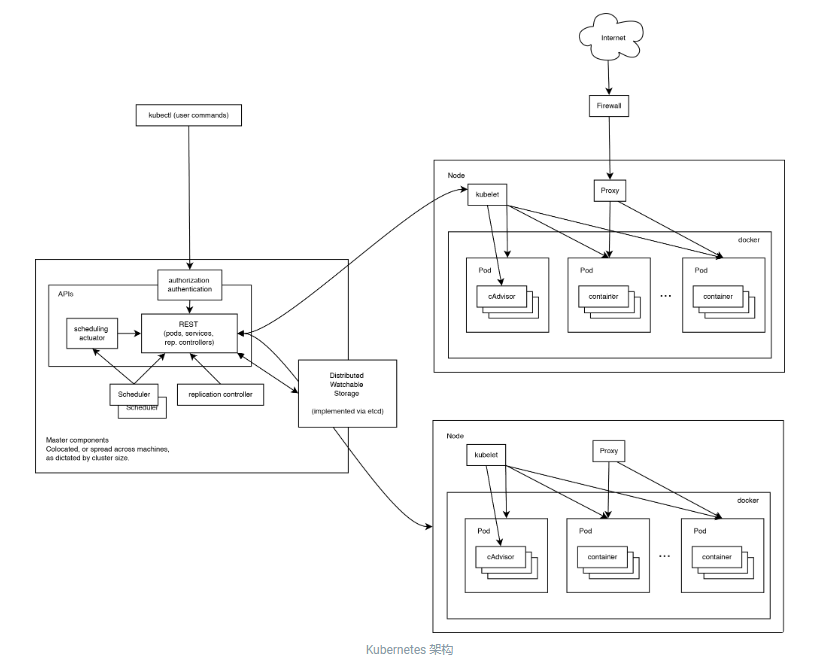 Internet
Firewall
kubectl (user commands)
Node
kubelet
Proxy
docker
Pod
cAdvisor
Pod
container
...
Pod
container
authorization
authentication
APIs
scheduling
actuator
REST
(pods, services,
rep. controllers)
Scheduler
Scheduler
replication controller
Distributed
Watchable
Storage
(implemented via etcd)
Master components
Colocated, or spread across machines,
as dictated by cluster size.
Node
kubelet
Proxy
docker
Pod
cAdvisor
Pod
container
...
Pod
container
Kubernetes 架构